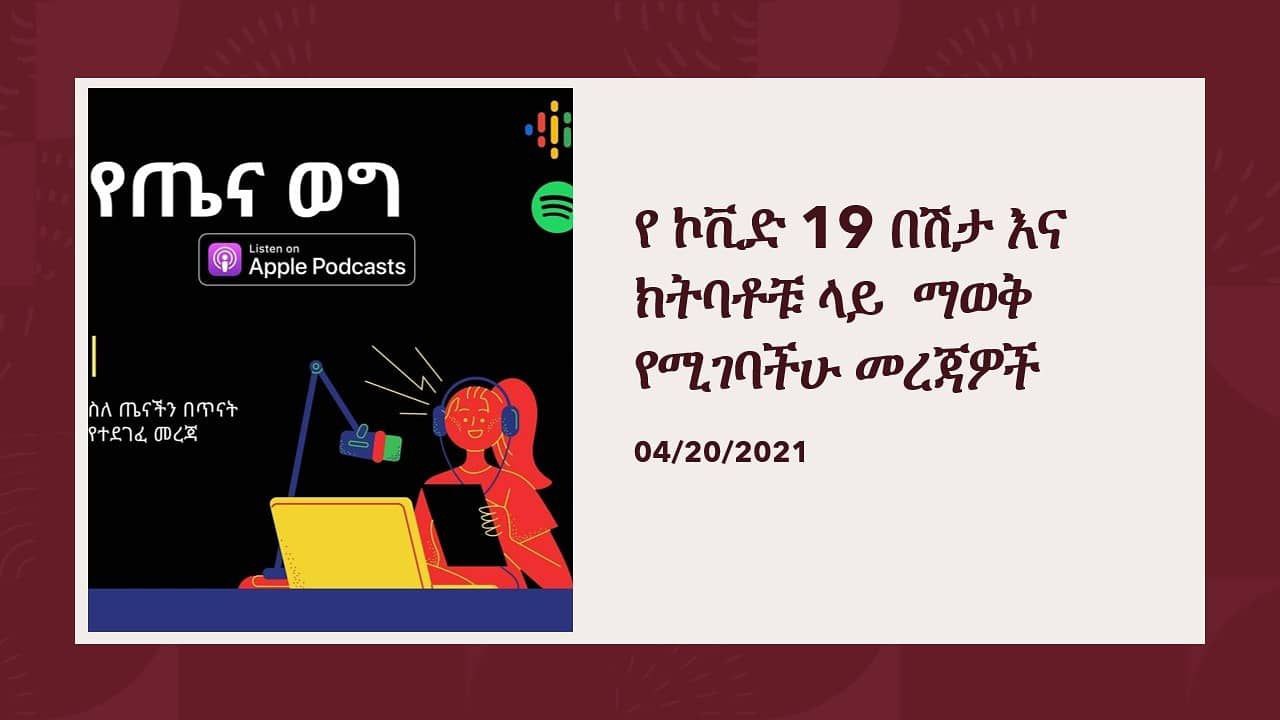 የጤና ወግ
Listen on
Apple Podcasts
ስለ ጤናችን በጥናት
የተደገፈ መረጃ
የ ኮቪድ 19 በሽታ እና
ክትባቶቹ ላይ ማወቅ
የሚገባችሁ መረጃዎች
04/20/2021